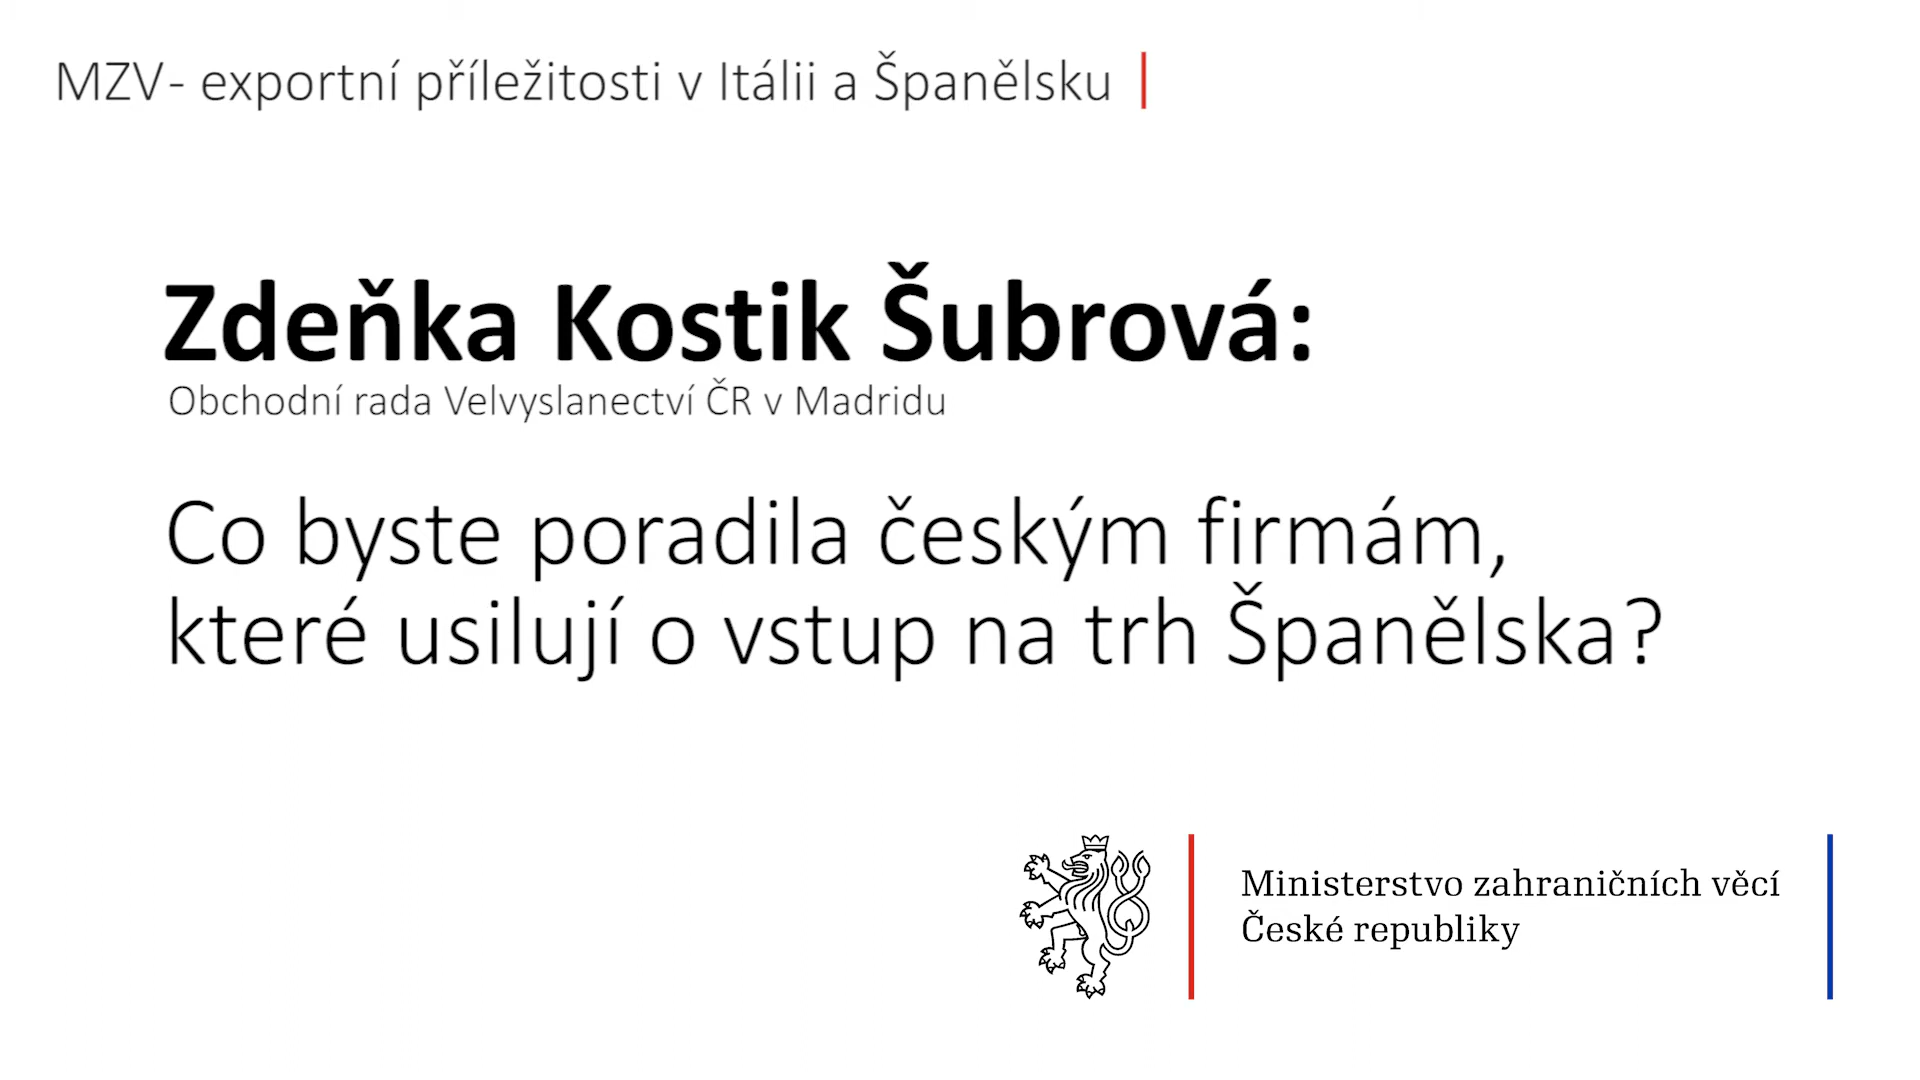 MZV- exportní příležitosti v Itálii a Španělsku
Zdeňka Kostik Šubrová:
Obchodní rada Velvyslanectví ČR v Madridu
Co byste poradila českým firmám,
které usilují o vstup na trh Španělska?
Ministerstvo zahraničních věcí
České republiky